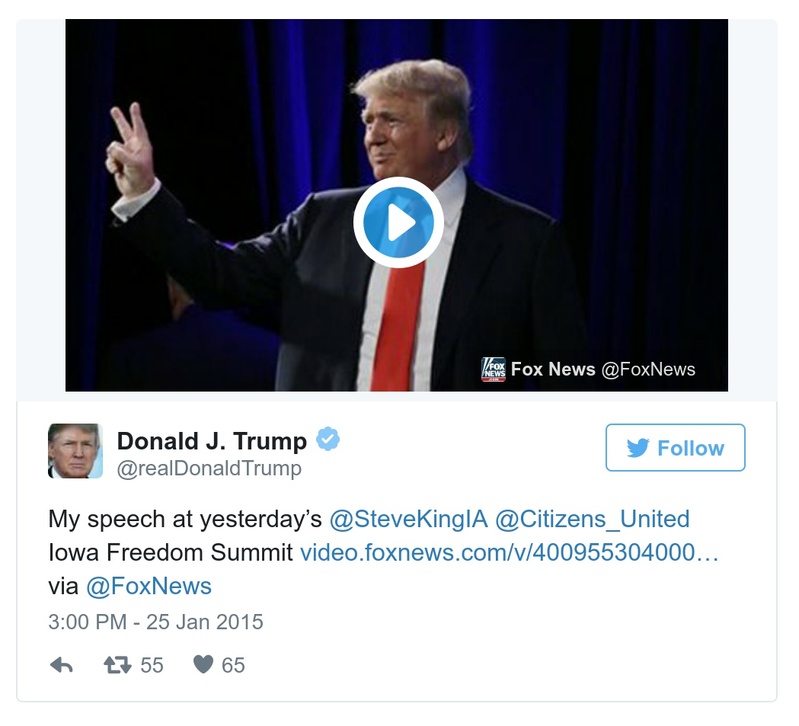 FOX
NEWS
Fox News @FoxNews
Donald J. Trump
@realDonaldTrump
Follow
My speech at yesterday’s @SteveKingIA @Citizens_United
Iowa Freedom Summit video.foxnews.com/v/400955304000…
via @FoxNews
3:00 PM - 25 Jan 2015
55 65